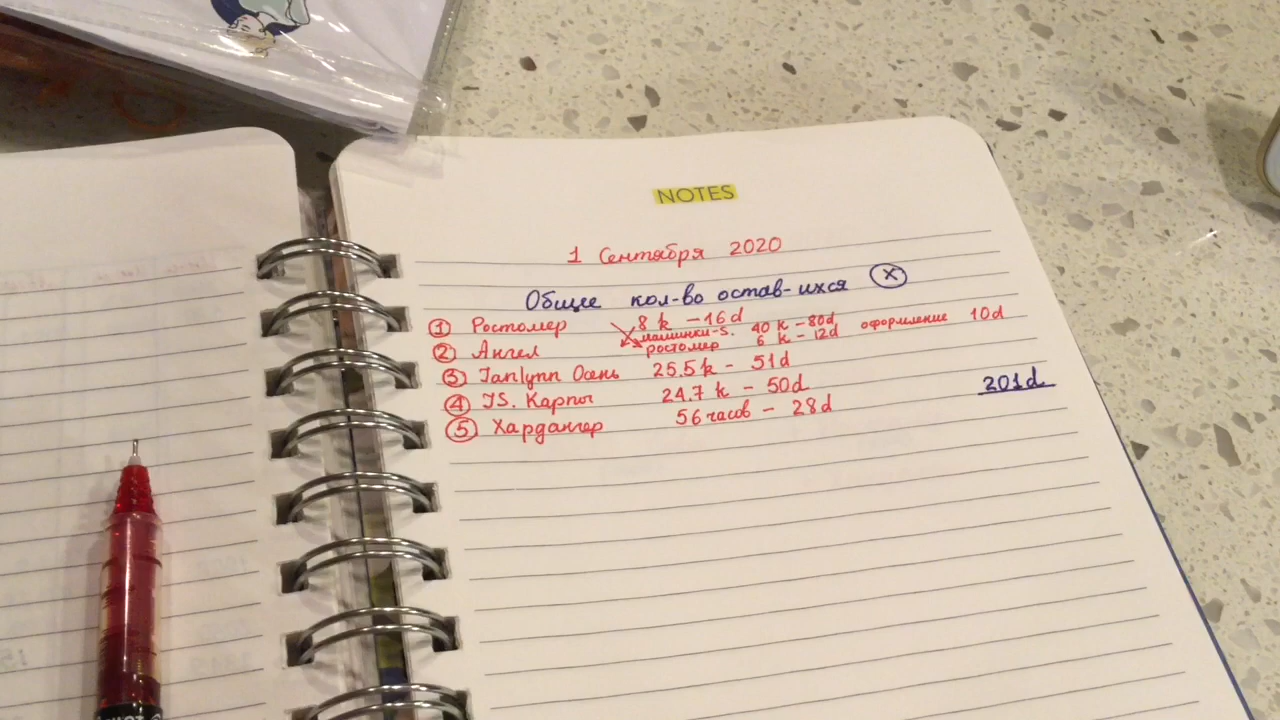 NOTES
1 Сентября 2020
Общее кол-во остав-ихся X
1 Ростомер 8 k - 16d
машинки-S. 40 k - 80d оформление 10d
2 Ангел ростомер 6 k - 12d
3 Janlynn Осень 25.5 k - 51d
4 JS. Карпы 24.7 k - 50d
201d
5 Хардангер 56 часов - 28d